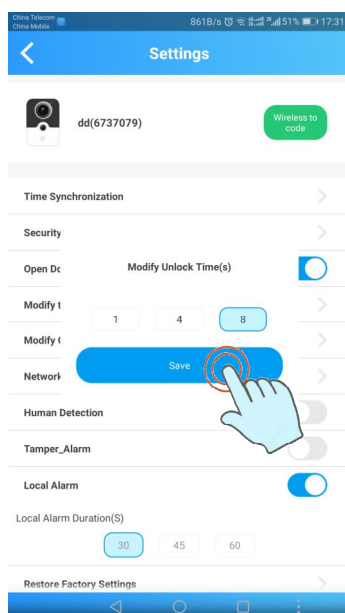 China Telecom
China Mobile
861B/s 51% 17:31
Settings
dd(6737079)
Wireless to
code
Time Synchronization
Security
Open Do
Modify Unlock Time(s)
Modify t
1 4 8
Modify (
Save
Network
Human Detection
Tamper_Alarm
Local Alarm
Local Alarm Duration(S)
30 45 60
Restore Factory Settings